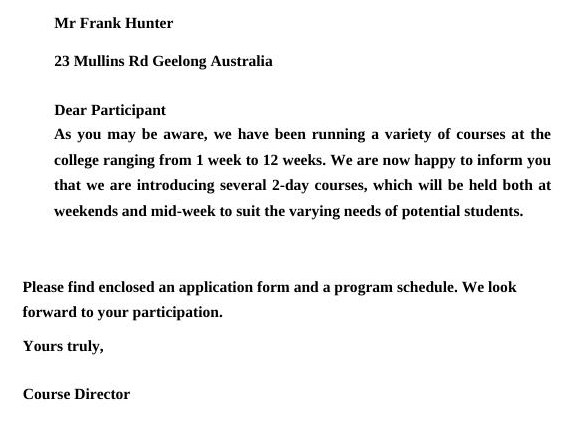 Mr Frank Hunter
23 Mullins Rd Geelong Australia
Dear Participant
As you may be aware, we have been running a variety of courses at the
college ranging from 1 week to 12 weeks. We are now happy to inform you
that we are introducing several 2-day courses, which will be held both at
weekends and mid-week to suit the varying needs of potential students.
Please find enclosed an application form and a program schedule. We look
forward to your participation.
Yours truly,
Course Director